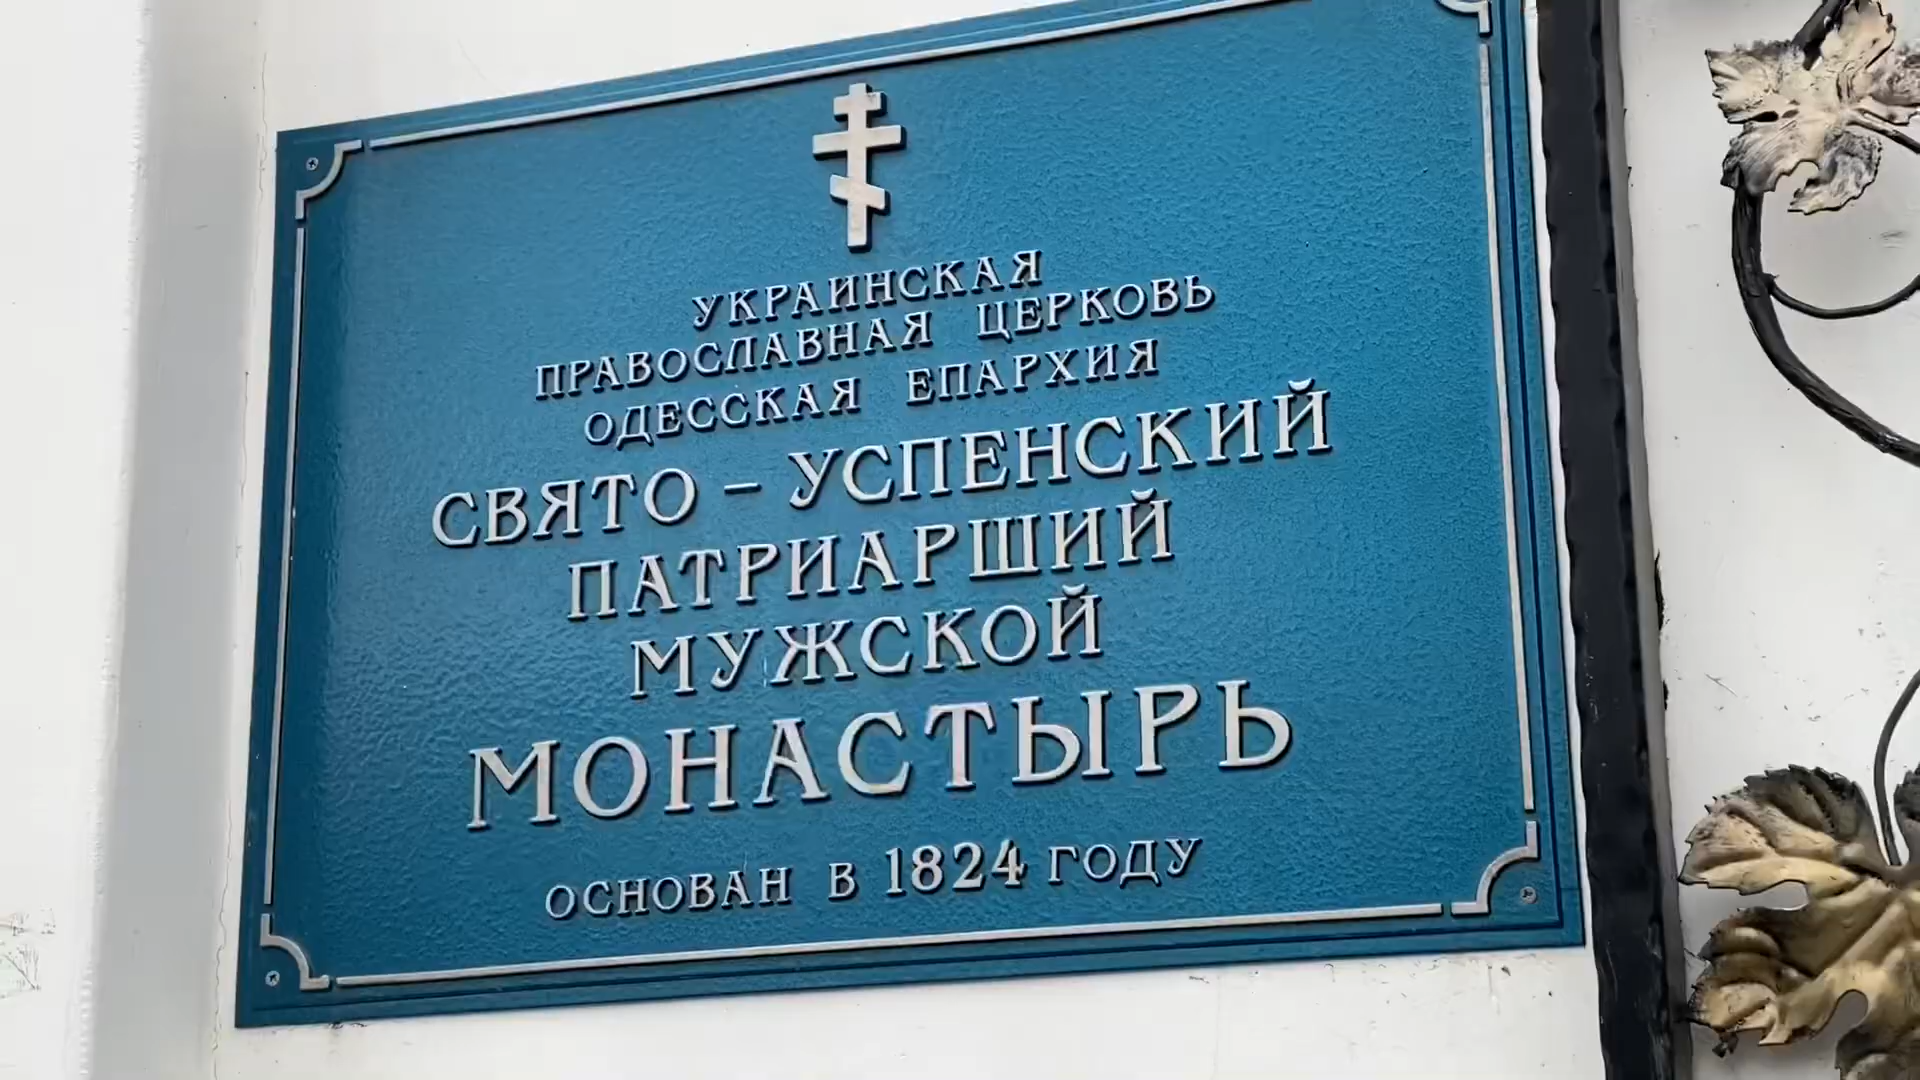 УКРАИНСКАЯ
ПРАВОСЛАВНАЯ ЦЕРКОВЬ
ОДЕССКАЯ ЕПАРХИЯ
СВЯТО – УСПЕНСКИЙ
ПАТРИАРШИЙ
МУЖСКОЙ
МОНАСТЫРЬ
ОСНОВАН В 1824 ГОДУ